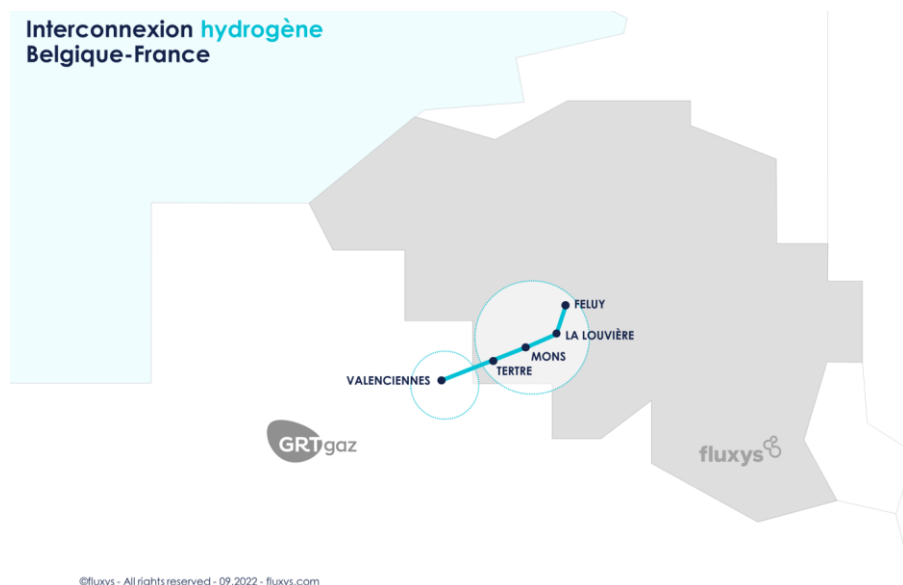 Interconnexion hydrogène
Belgique-France
FELUY
LA LOUVIÈRE
MONS
TERTRE
VALENCIENNES
GRTgaz
fluxys
©fluxys - All rights reserved - 09.2022 - fluxys.com